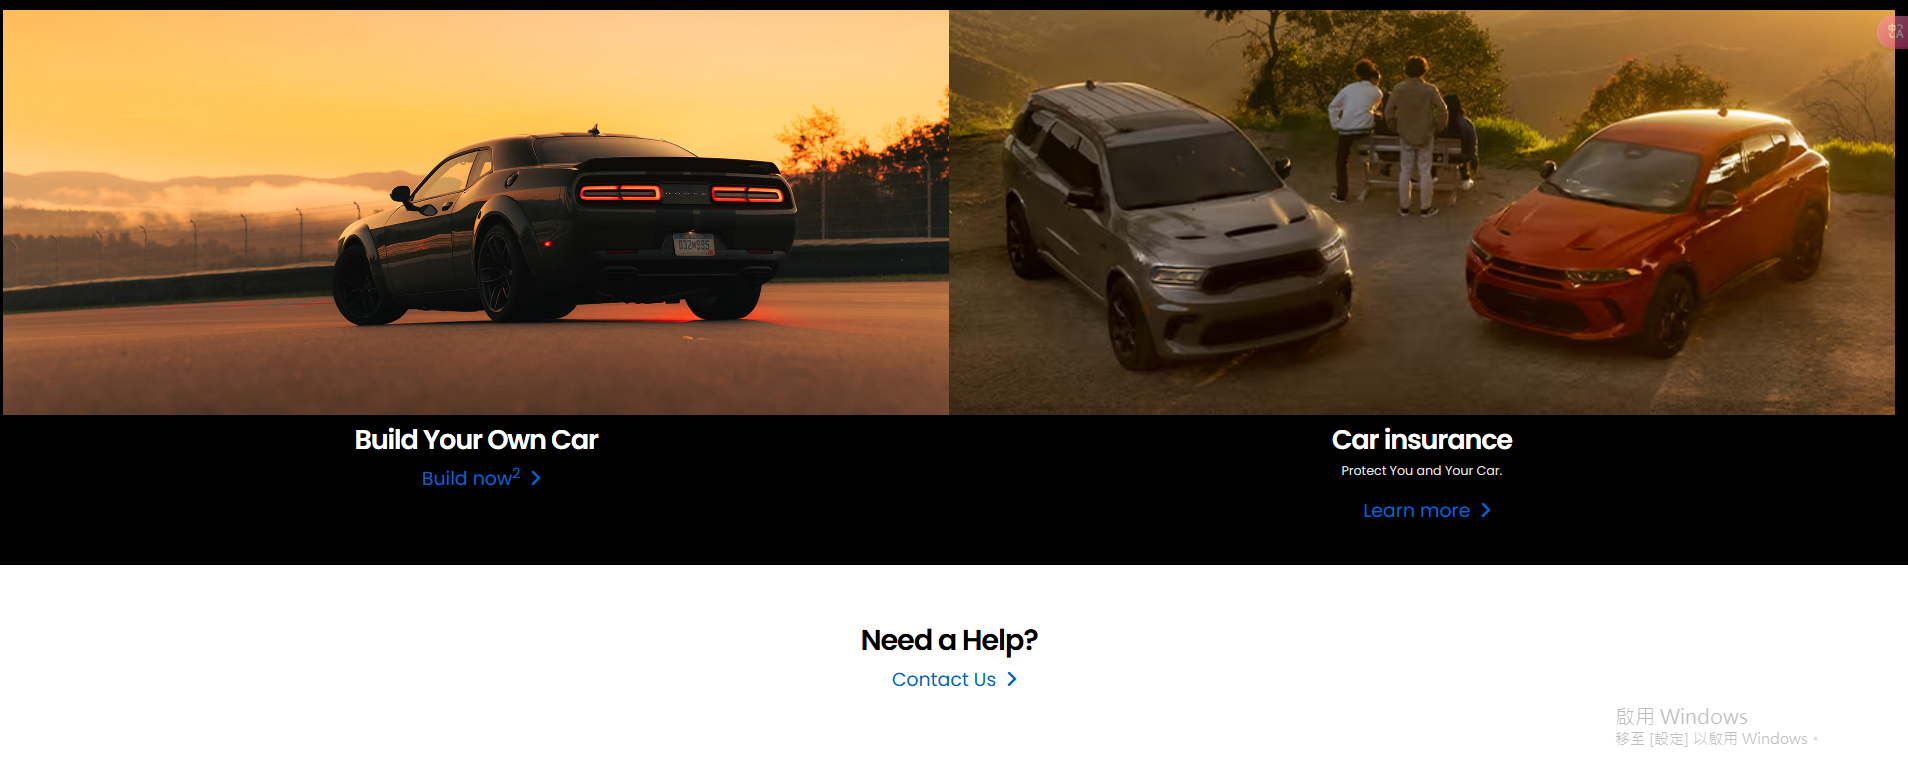 Build Your Own Car
Build now2
Car insurance
Protect You and Your Car.
Learn more
Need a Help?
Contact Us
啟用 Windows
移至 [設定] 以啟用 Windows。